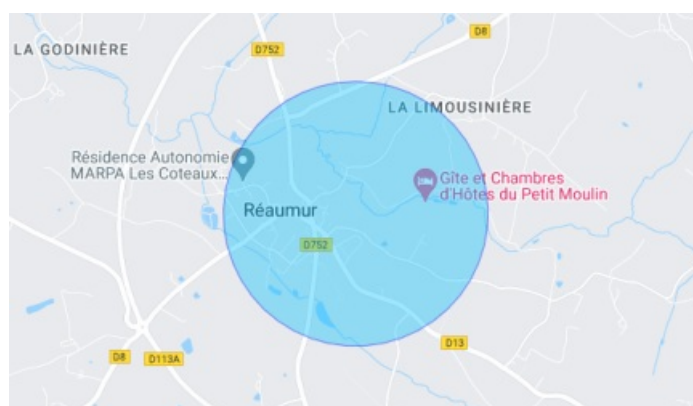 D8
LA GODINIÈRE
D752
LA LIMOUSINIÈRE
Résidence Autonomie
MARPA Les Coteaux...
Gîte et Chambres
d'Hôtes du Petit Moulin
Réaumur
D752
D13
D8
D113A